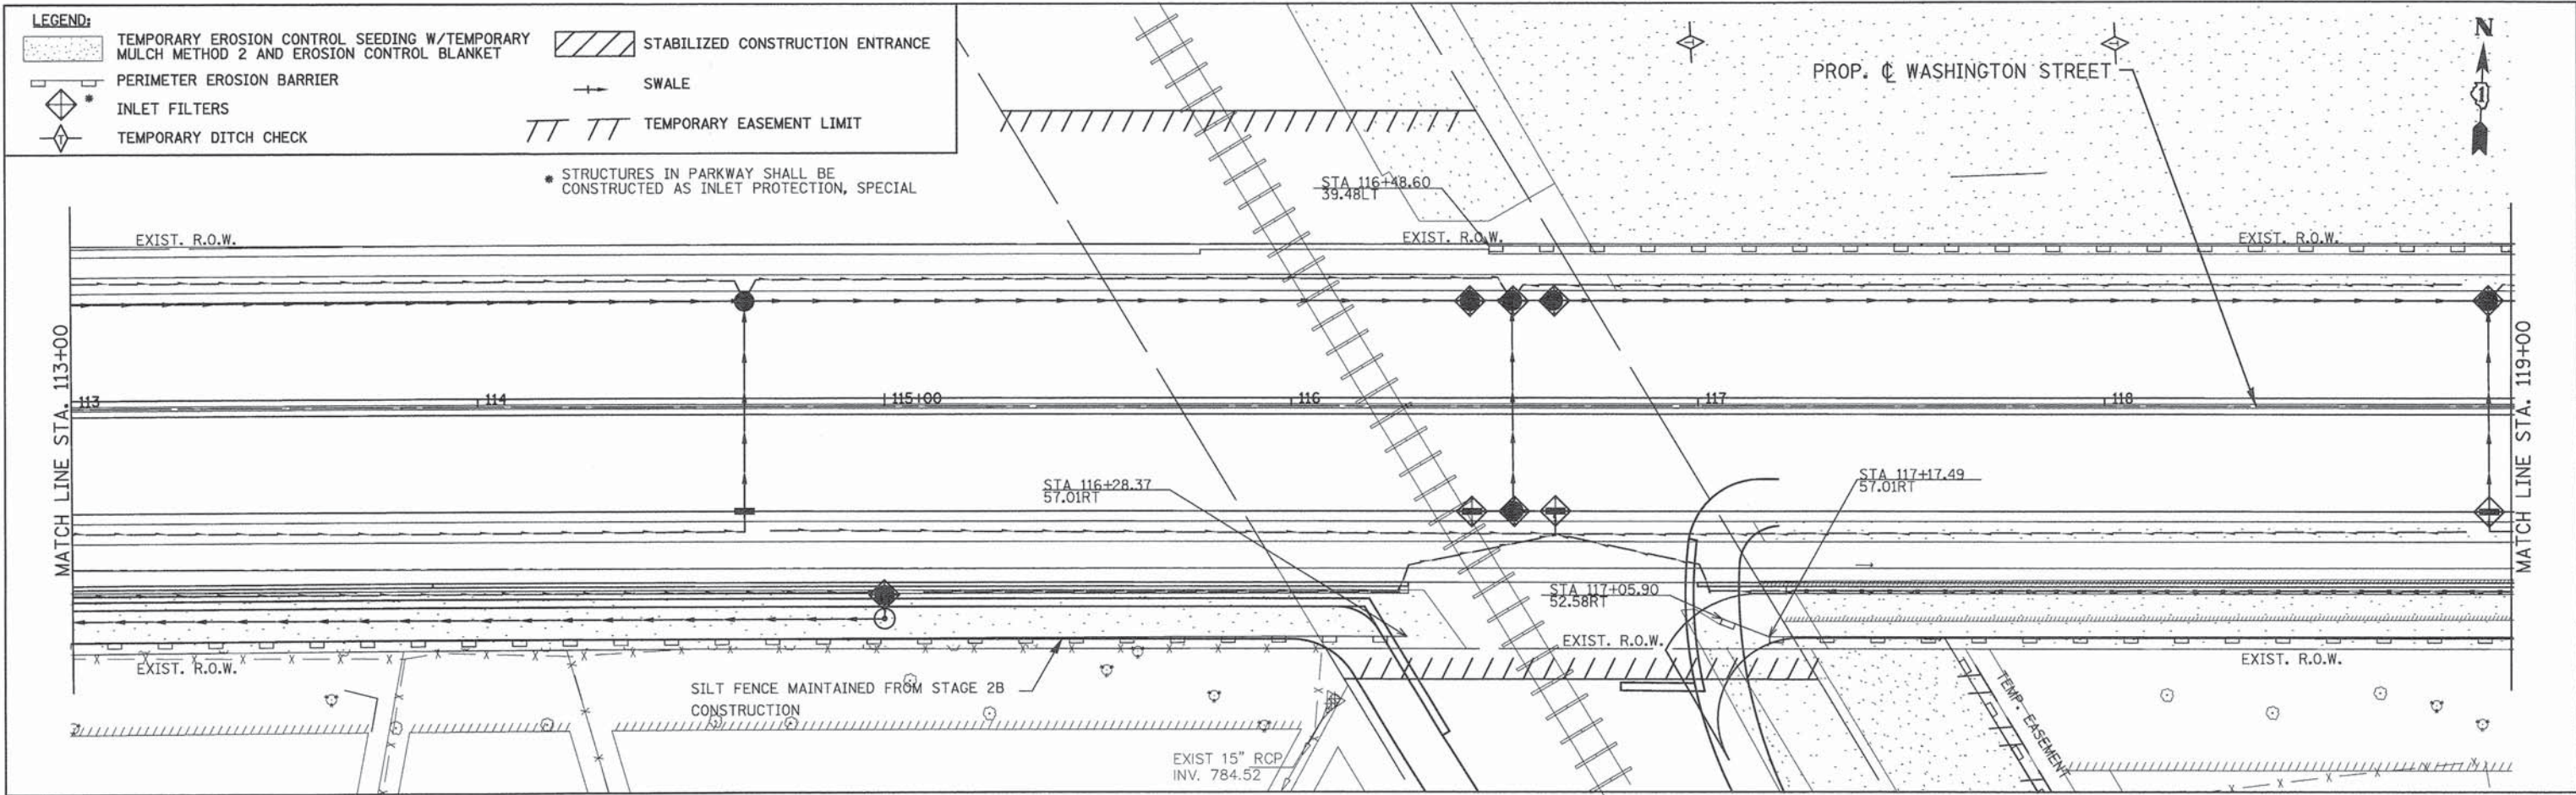 LEGEND:
TEMPORARY EROSION CONTROL SEEDING W/TEMPORARY
MULCH METHOD 2 AND EROSION CONTROL BLANKET
PERIMETER EROSION BARRIER
*
INLET FILTERS
T
TEMPORARY DITCH CHECK
STABILIZED CONSTRUCTION ENTRANCE
SWALE
TEMPORARY EASEMENT LIMIT
* STRUCTURES IN PARKWAY SHALL BE
CONSTRUCTED AS INLET PROTECTION, SPECIAL
T
T
PROP. ℄ WASHINGTON STREET
N
STA 116+48.60
39.48LT
EXIST. R.O.W.
EXIST. R.O.W.
EXIST. R.O.W.
MATCH LINE STA. 113+00
113
114
115+00
116
117
118
MATCH LINE STA. 119+00
STA 116+28.37
57.01RT
STA 117+17.49
57.01RT
STA 117+05.90
52.58RT
EXIST. R.O.W.
EXIST. R.O.W.
EXIST. R.O.W.
SILT FENCE MAINTAINED FROM STAGE 2B
CONSTRUCTION
TEMP. EASEMENT
EXIST 15" RCP
INV. 784.52